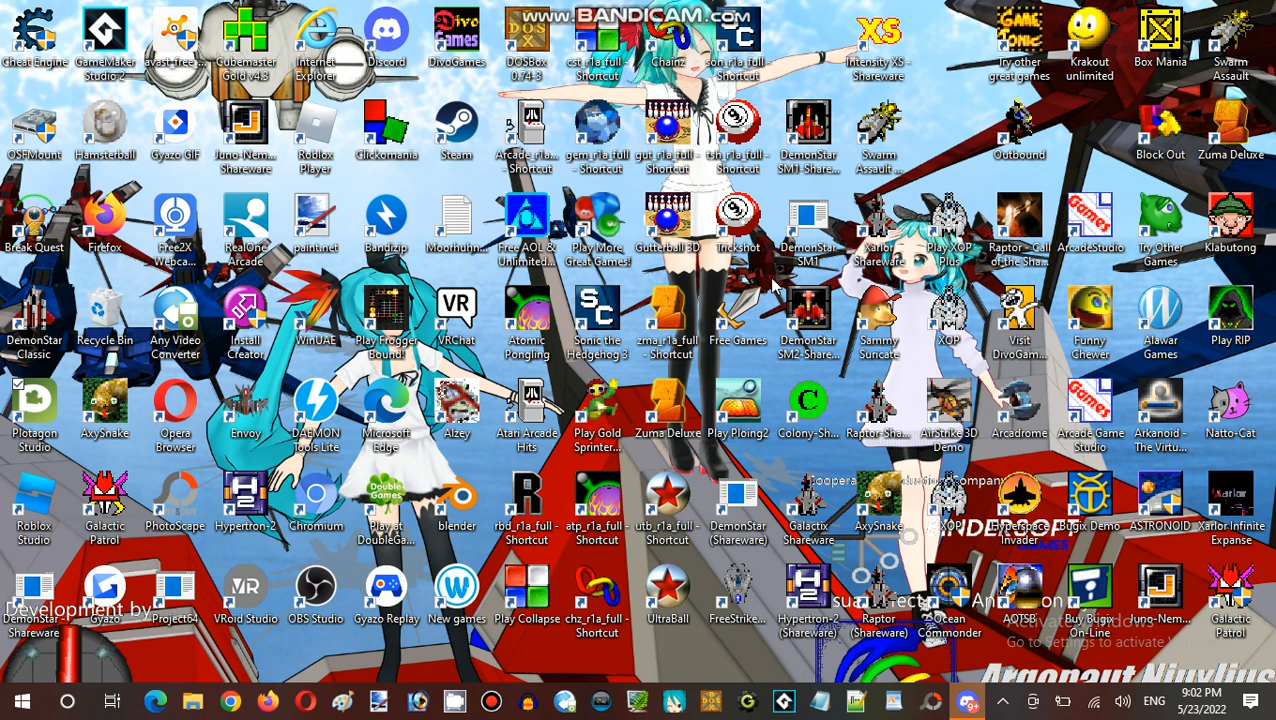 www.BANDICAM.com
Cheat Engine
GameMaker Studio 2
avast_free_...
Cubemaster Gold v4.3
Internet Explorer
Discord
DivoGames
DOSBox 0.74-3
cst_r1a_full - Shortcut
Chainz
son_r1a_full - Shortcut
Intensity XS - Shareware
Try other great games
Krakout unlimited
Box Mania
Swarm Assault
OSFMount
Hamsterball
Gyazo GIF
Juno-Nem... Shareware
Roblox Player
Clickomania
Steam
Arcade_r1a... - Shortcut
gem_r1a_full - Shortcut
gut_r1a_full - Shortcut
tsh_r1a_full - Shortcut
DemonStar SM1-Share...
Swarm Assault ...
Outbound
Block Out
Zuma Deluxe
Break Quest
Firefox
Free2X Webca...
RealOne Arcade
paint.net
Bandizip
Moorhuhn...
Free AOL & Unlimited...
Play More Great Games!
Gutterball 3D
Trickshot
DemonStar SM1
Xarlor Shareware
Play XOP Plus
Raptor - Call of the Sha...
ArcadeStudio
Try Other Games
Klabutong
DemonStar Classic
Recycle Bin
Any Video Converter
Install Creator
WinUAE
Play Frogger Bound!
VRChat
Atomic Pongling
Sonic the Hedgehog 3
zma_r1a_full - Shortcut
Free Games
DemonStar SM2-Share...
Sammy Suricate
XOP
Visit DivoGam...
Funny Chewer
Alawar Games
Play RIP
Plotagon Studio
AxySnake
Opera Browser
Envoy
DAEMON Tools Lite
Microsoft Edge
Alzey
Atari Arcade Hits
Play Gold Sprinter...
Zuma Deluxe
Play Ploing2
Colony-Sh...
Raptor Sha...
AirStrike 3D Demo
Arcadrome
Arcade Game Studio
Arkanoid - The Virtu...
Natto-Cat
Roblox Studio
Galactic Patrol
PhotoScape
Hypertron-2
Chromium
Play at DoubleGa...
blender
rbd_r1a_full - Shortcut
atp_r1a_full - Shortcut
utb_r1a_full - Shortcut
DemonStar (Shareware)
Galactix Shareware
AxySnake
XOP
Hyperspace Invader
Bugix Demo
ASTRONOID
Xarlor Infinite Expanse
DemonStar - Shareware
Gyazo
Project64
VRoid Studio
OBS Studio
Gyazo Replay
New games
Play Collapse
chz_r1a_full - Shortcut
UltraBall
FreeStrike...
Hypertron-2 (Shareware)
Raptor (Shareware)
Ocean Commonder
AOTSB
Buy Bugix On-Line
Juno-Nem...
Galactic Patrol
Development by
GAMES
Activate Windows
Go to Settings to activate Windows.
ENG
9:02 PM
5/23/2022